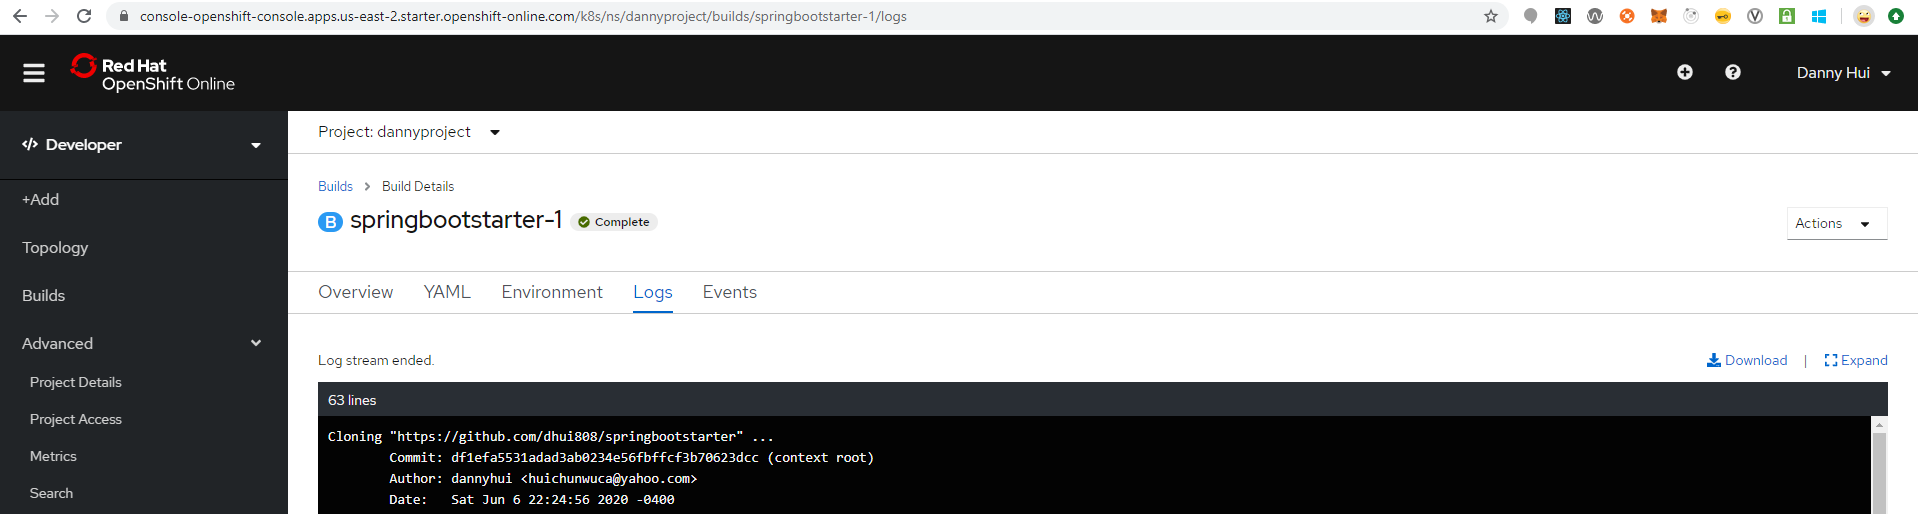 console-openshift-console.apps.us-east-2.starter.openshift-online.com/k8s/ns/dannyproject/builds/springbootstarter-1/logs
Red Hat
OpenShift Online
Danny Hui
Developer
Project: dannyproject
+Add
Builds > Build Details
B springbootstarter-1 Complete
Actions
Topology
Builds
Overview YAML Environment Logs Events
Advanced
Log stream ended.
Download | Expand
Project Details
63 lines
Project Access
Cloning "https://github.com/dhui808/springbootstarter" ...
Commit: df1efa5531adad3ab0234e56fbffcf3b70623dcc (context root)
Metrics
Author: dannyhui <huichunwuca@yahoo.com>
Search
Date: Sat Jun 6 22:24:56 2020 -0400